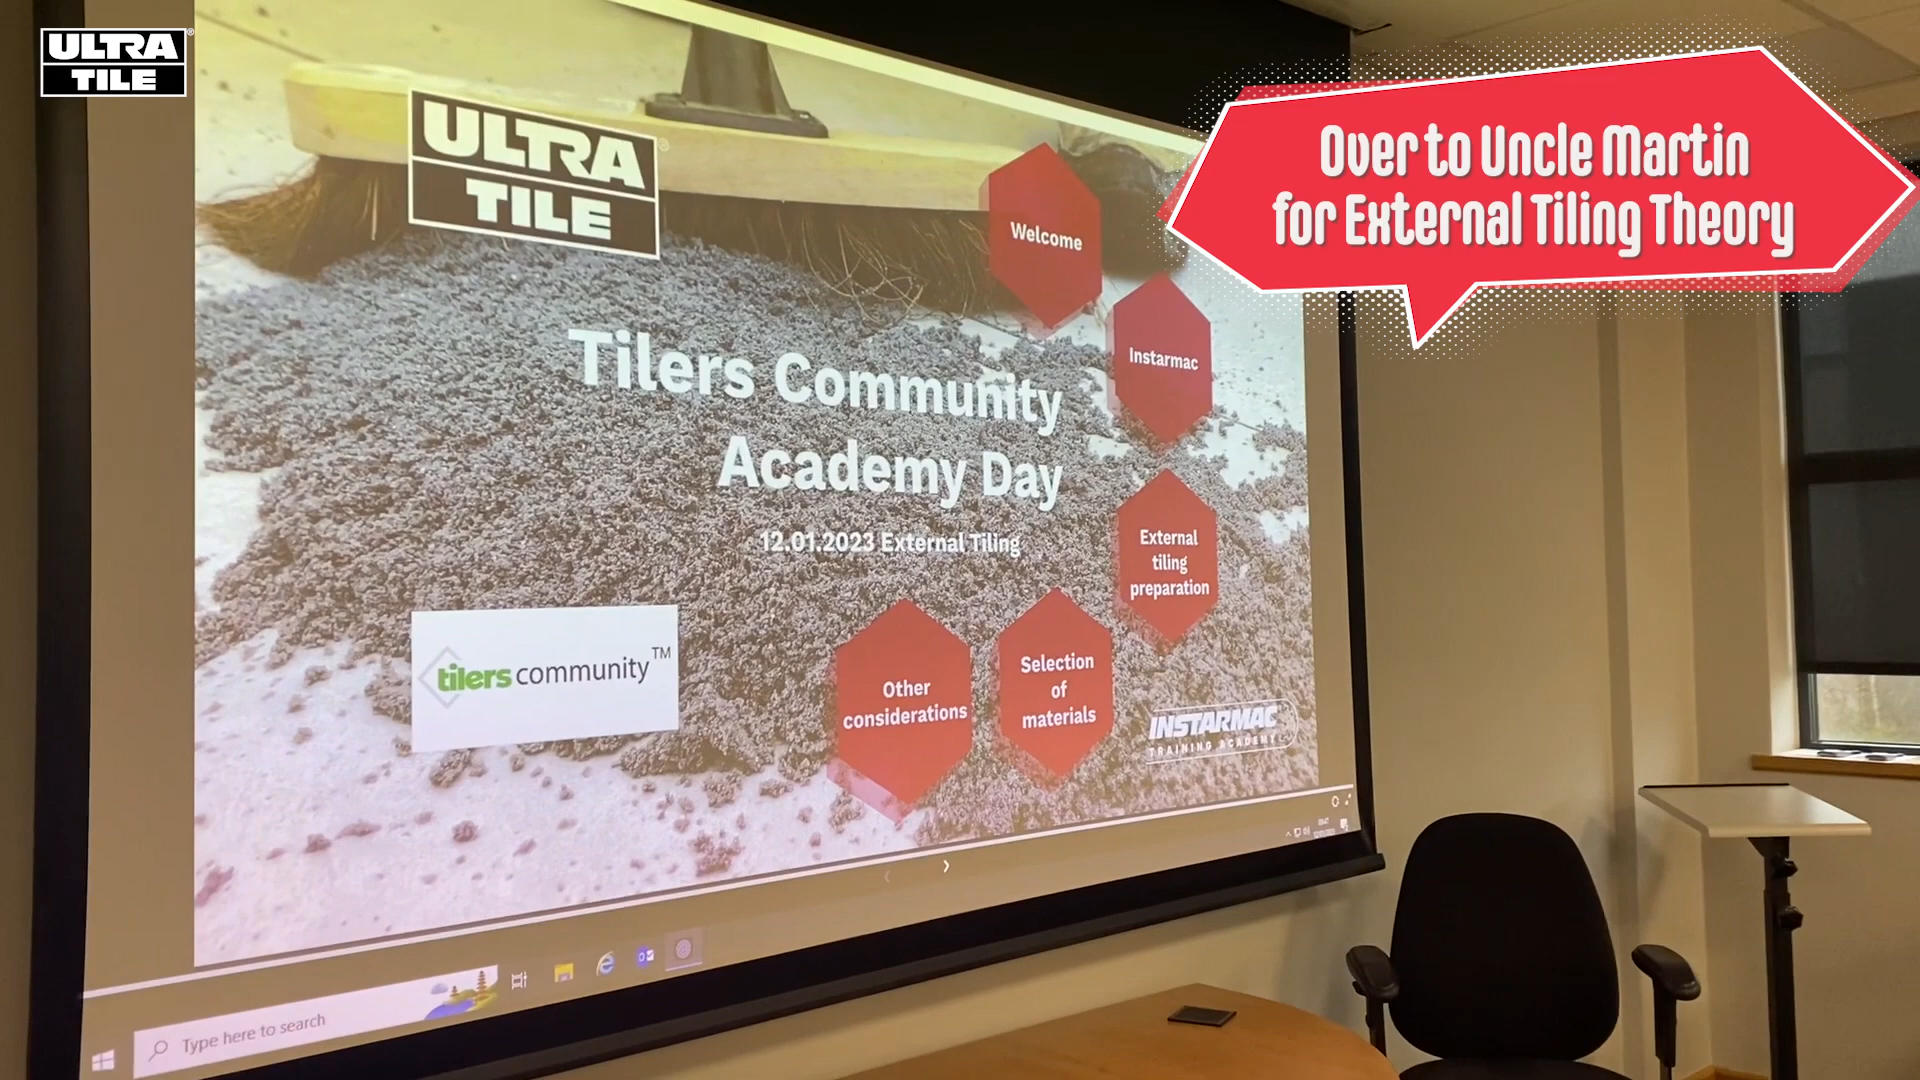 ULTRA
TILE
Over to Uncle Martin
for External Tiling Theory
ULTRA
TILE
Welcome
Instarmac
Tilers Community
Academy Day
12.01.2023 External Tiling
External
tiling
preparation
Selection
of
materials
Other
considerations
tilers community™
INSTARMAC
TRAINING ACADEMY
Type here to search